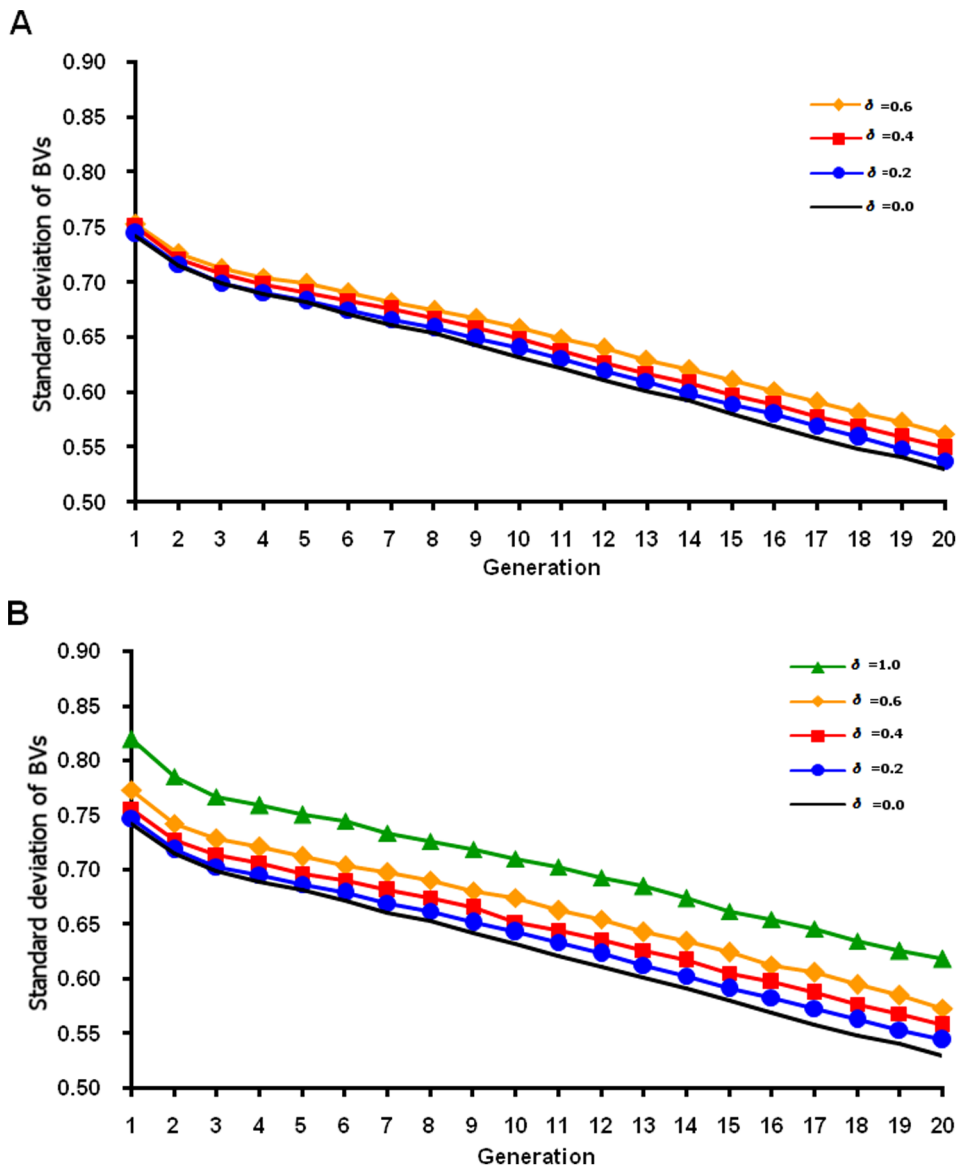 A
Standard deviation of BVs
0.90
0.85
0.80
0.75
0.70
0.65
0.60
0.55
0.50
δ =0.6
δ =0.4
δ =0.2
δ =0.0
1 2 3 4 5 6 7 8 9 10 11 12 13 14 15 16 17 18 19 20
Generation
B
Standard deviation of BVs
0.90
0.85
0.80
0.75
0.70
0.65
0.60
0.55
0.50
δ =1.0
δ =0.6
δ =0.4
δ =0.2
δ =0.0
1 2 3 4 5 6 7 8 9 10 11 12 13 14 15 16 17 18 19 20
Generation